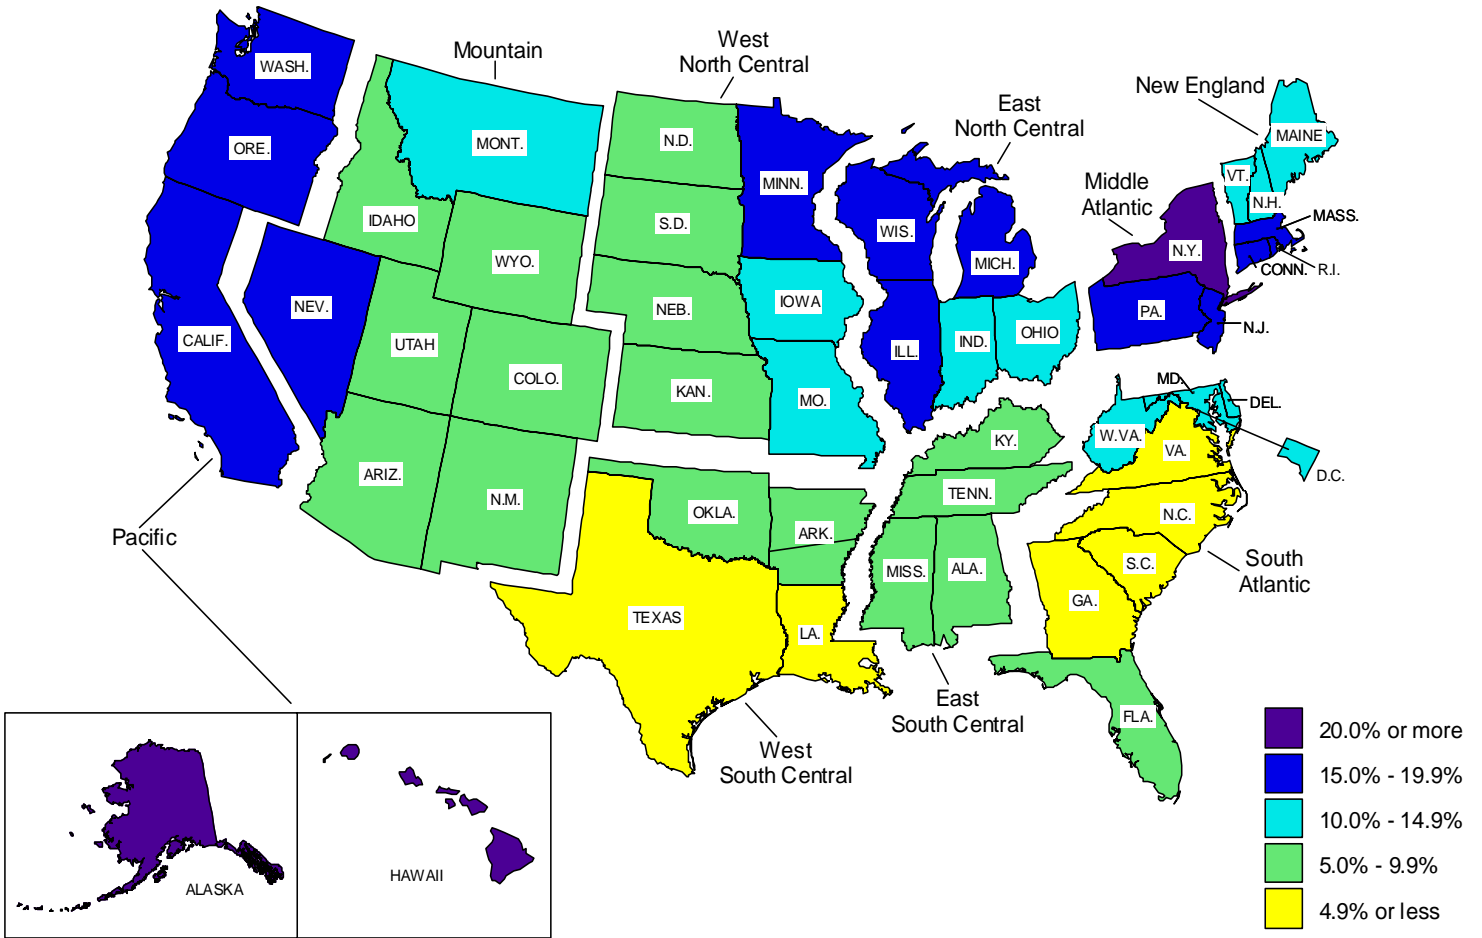 WASH.
Mountain
West
North Central
East
North Central
New England
MAINE
ORE.
MONT.
N.D.
MINN.
VT.
N.H.
Middle
Atlantic
MASS.
IDAHO
S.D.
WIS.
WYO.
MICH.
N.Y.
CONN.
R.I.
NEV.
IOWA
NEB.
PA.
N.J.
CALIF.
UTAH
ILL.
IND.
OHIO
COLO.
KAN.
MO.
MD.
DEL.
W.VA.
KY.
VA.
D.C.
ARIZ.
N.M.
TENN.
OKLA.
ARK.
N.C.
Pacific
MISS.
ALA.
S.C.
South
Atlantic
GA.
TEXAS
LA.
East
South Central
FLA.
West
South Central
ALASKA
HAWAII
20.0% or more
15.0% - 19.9%
10.0% - 14.9%
5.0% - 9.9%
4.9% or less